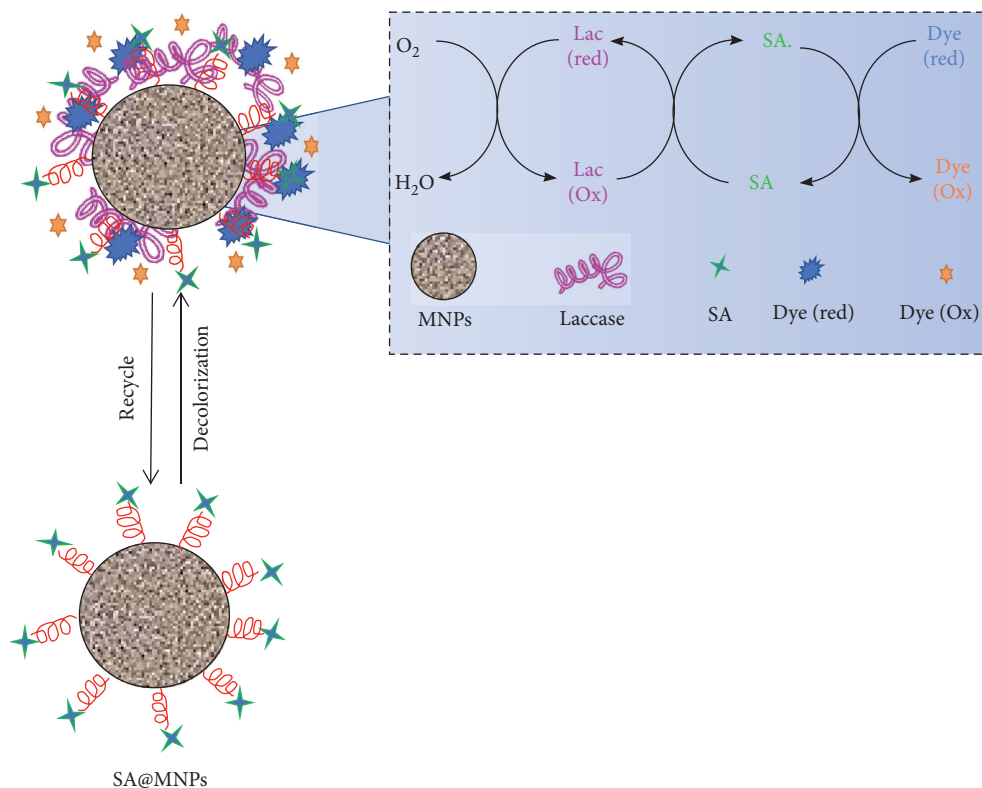 O₂
Lac
(red)
SA.
Dye
(red)
H₂O
Lac
(Ox)
SA
Dye
(Ox)
MNPs
Laccase
SA
Dye (red)
Dye (Ox)
Recycle
Decolorization
SA@MNPs